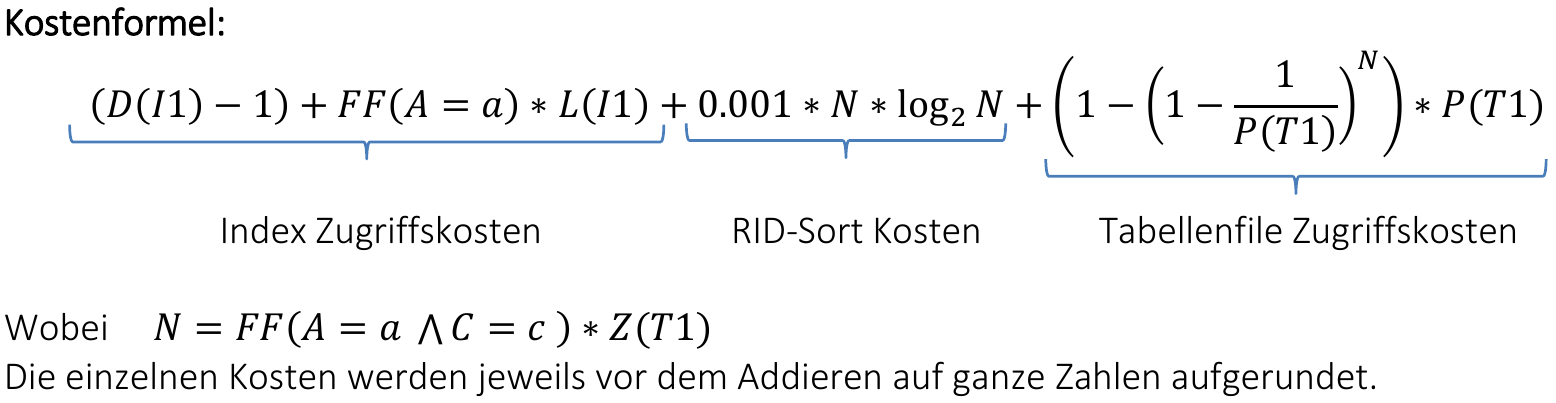 Kostenformel:
(D(I1) − 1) + FF(A = a) ∗ L(I1) + 0.001 ∗ N ∗ log₂ N + (1 − (1 − 1/P(T1))^N) ∗ P(T1)
Index Zugriffskosten RID-Sort Kosten Tabellenfile Zugriffskosten
Wobei N = FF(A = a ⋀ C = c ) ∗ Z(T1)
Die einzelnen Kosten werden jeweils vor dem Addieren auf ganze Zahlen aufgerundet.